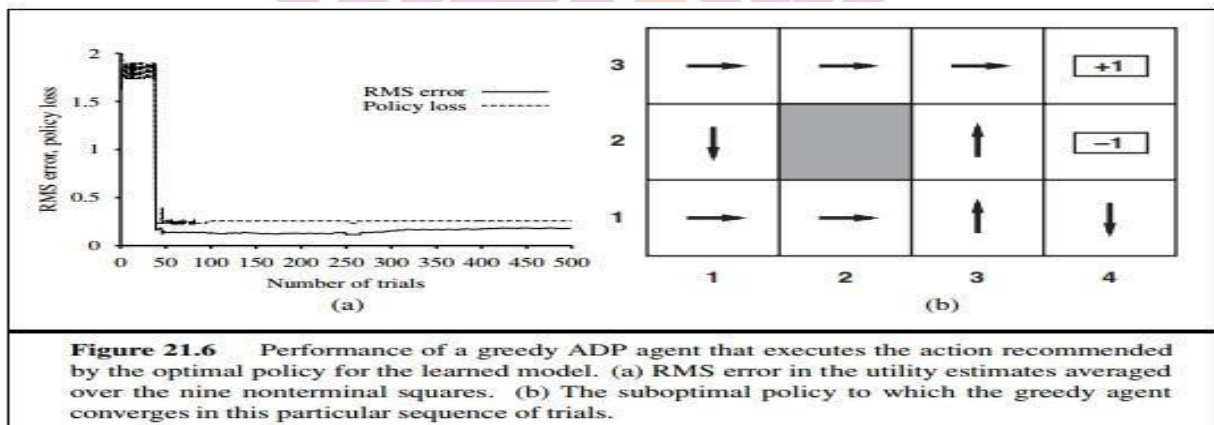 2
1.5
1
0.5
0
RMS error, policy loss
RMS error
Policy loss
0 50 100 150 200 250 300 350 400 450 500
Number of trials
(a)
3
2
1
+1
−1
1 2 3 4
(b)
Figure 21.6 Performance of a greedy ADP agent that executes the action recommended
by the optimal policy for the learned model. (a) RMS error in the utility estimates averaged
over the nine nonterminal squares. (b) The suboptimal policy to which the greedy agent
converges in this particular sequence of trials.